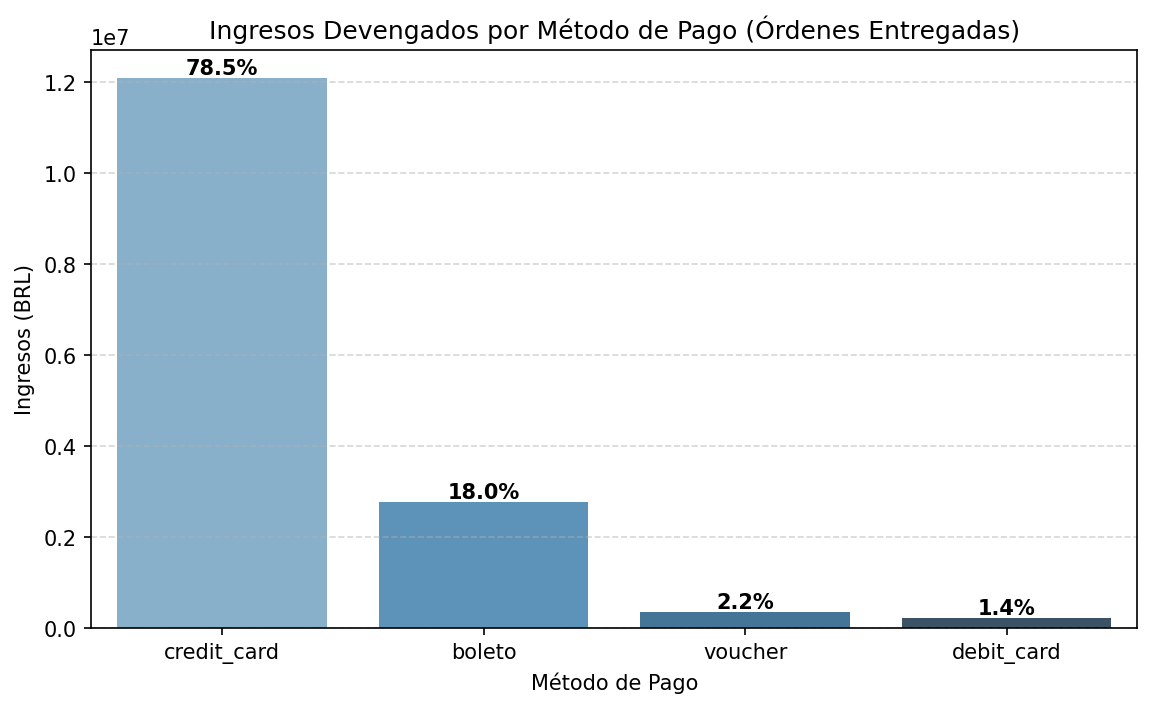 Ingresos Devengados por Método de Pago (Órdenes Entregadas)
1e7
1.2
1.0
0.8
0.6
0.4
0.2
0.0
Ingresos (BRL)
78.5%
18.0%
2.2%
1.4%
credit_card
boleto
voucher
debit_card
Método de Pago